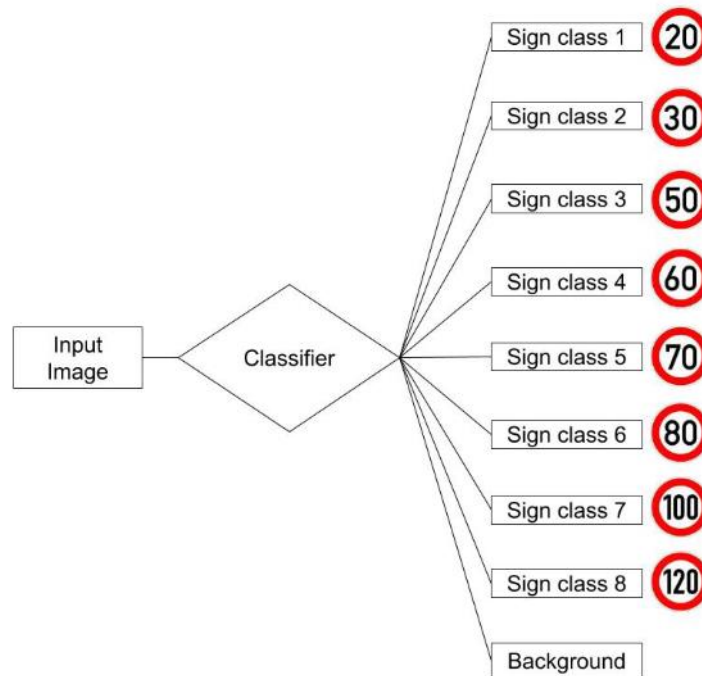 Sign class 1
20
Sign class 2
30
Sign class 3
50
Sign class 4
60
Input
Image
Classifier
Sign class 5
70
Sign class 6
80
Sign class 7
100
Sign class 8
120
Background